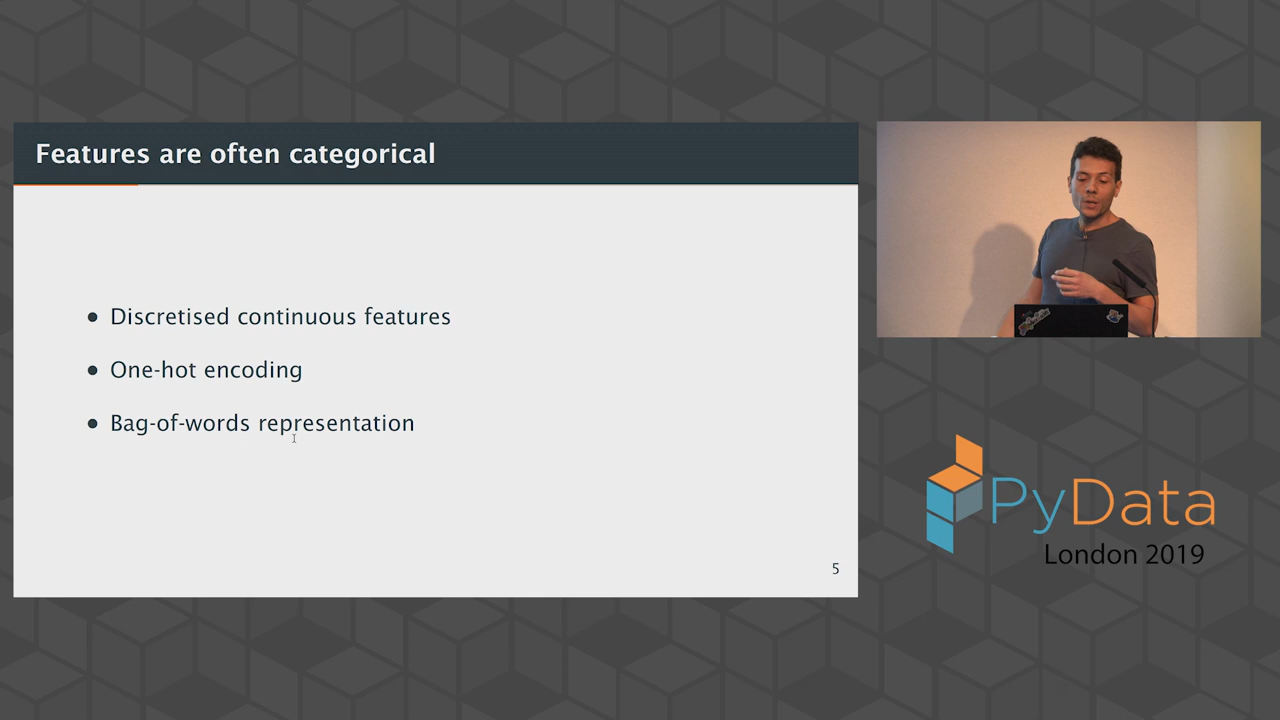 Features are often categorical
• Discretised continuous features
• One-hot encoding
• Bag-of-words representation
5
PyData
London 2019